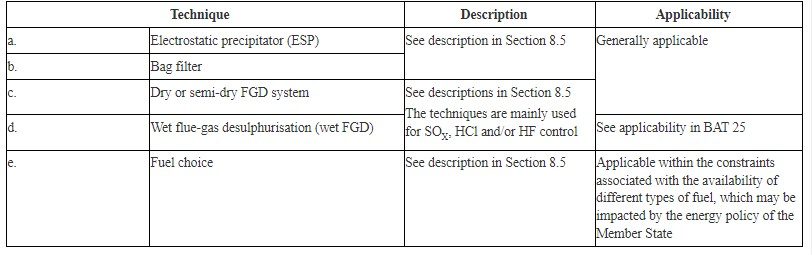 Technique Description Applicability
a. Electrostatic precipitator (ESP) See description in Section 8.5 Generally applicable
b. Bag filter
c. Dry or semi-dry FGD system See descriptions in Section 8.5
The techniques are mainly used
d. Wet flue-gas desulphurisation (wet FGD) for SOX, HCl and/or HF control See applicability in BAT 25
e. Fuel choice See description in Section 8.5 Applicable within the constraints
associated with the availability of
different types of fuel, which may be
impacted by the energy policy of the
Member State